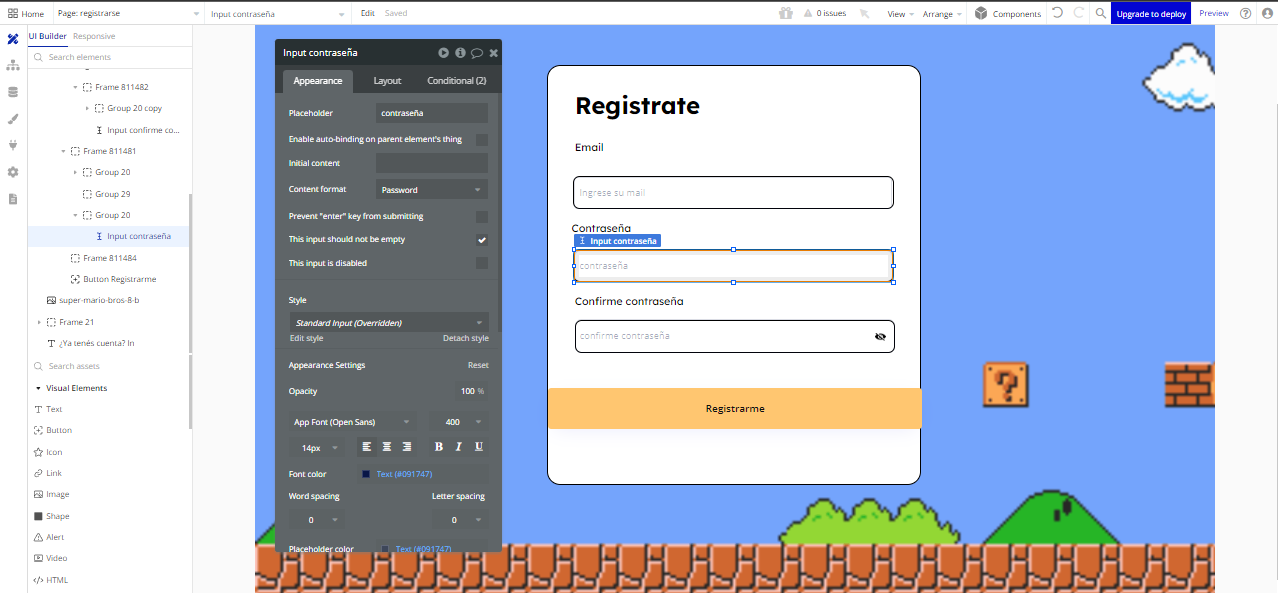 Home
Page: registrarse
Input contraseña
Edit
Saved
0 issues
View
Arrange
Components
Upgrade to deploy
Preview
UI Builder
Responsive
Search elements
Frame 811482
Group 20 copy
Input confirme co...
Frame 811481
Group 20
Group 29
Group 20
Input contraseña
Frame 811484
Button Registrarme
super-mario-bros-8-b
Frame 21
¿Ya tenés cuenta? In
Search assets
Visual Elements
Text
Button
Icon
Link
Image
Shape
Alert
Video
HTML
Input contraseña
Appearance
Layout
Conditional (2)
Placeholder
contraseña
Enable auto-binding on parent element's thing
Initial content
Content format
Password
Prevent "enter" key from submitting
This input should not be empty
This input is disabled
Style
Standard Input (Overridden)
Edit style
Detach style
Appearance Settings
Reset
Opacity
100 %
App Font (Open Sans)
400
14px
B I U
Font color
Text (#091747)
Word spacing
Letter spacing
0
0
Placeholder color
Text (#091747)
Registrate
Email
Ingrese su mail
Contraseña
Input contraseña
contraseña
Confirme contraseña
confirme contraseña
Registrarme
?